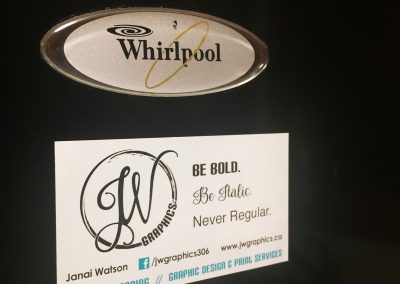 Whirlpool
JW
GRAPHICS
BE BOLD.
Be Italic.
Never Regular.
Janai Watson
f /jwgraphics306 www.jwgraphics.ca
// GRAPHIC DESIGN & PRINT SERVICES